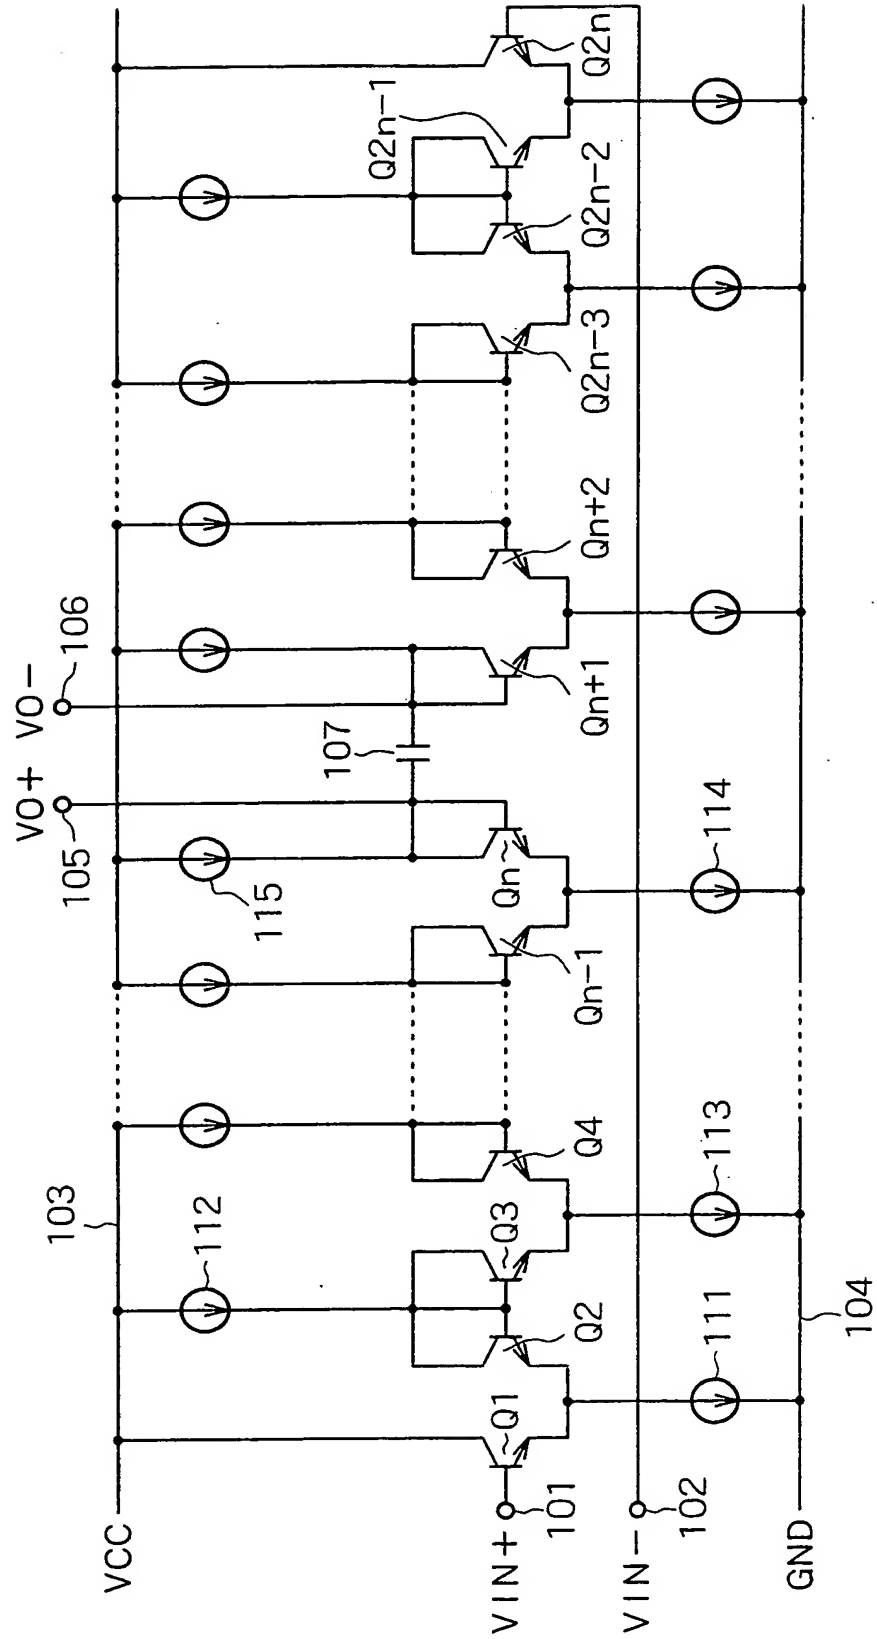 VO+ VO-
105
106
103
112
115
107
Q2n-1
VCC
Q1
Q2
Q3
Q4
Qn-1
Qn
Qn+1
Qn+2
Q2n-3
Q2n-2
Q2n
VIN+
101
VIN-
102
111
113
114
GND
104